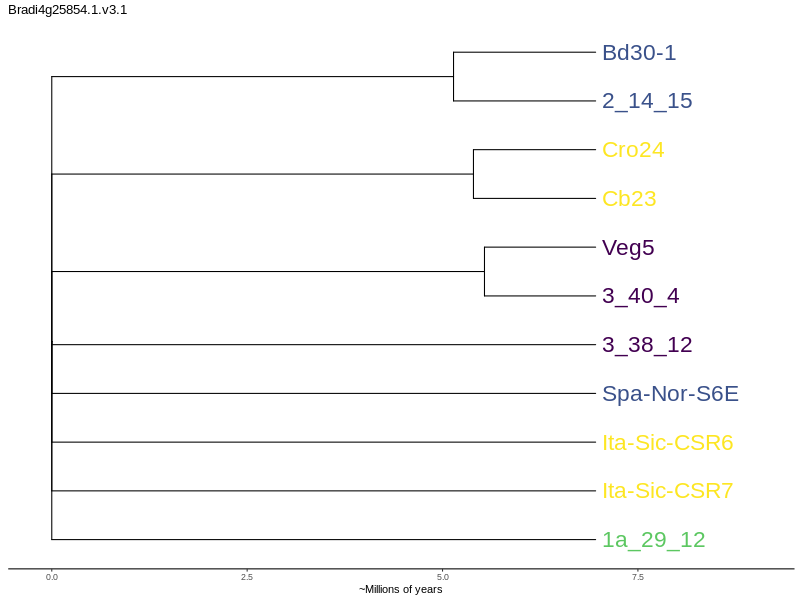 Bradi4g25854.1.v3.1
Bd30-1
2_14_15
Cro24
Cb23
Veg5
3_40_4
3_38_12
Spa-Nor-S6E
Ita-Sic-CSR6
Ita-Sic-CSR7
1a_29_12
0.0 2.5 5.0 7.5
~Millions of years